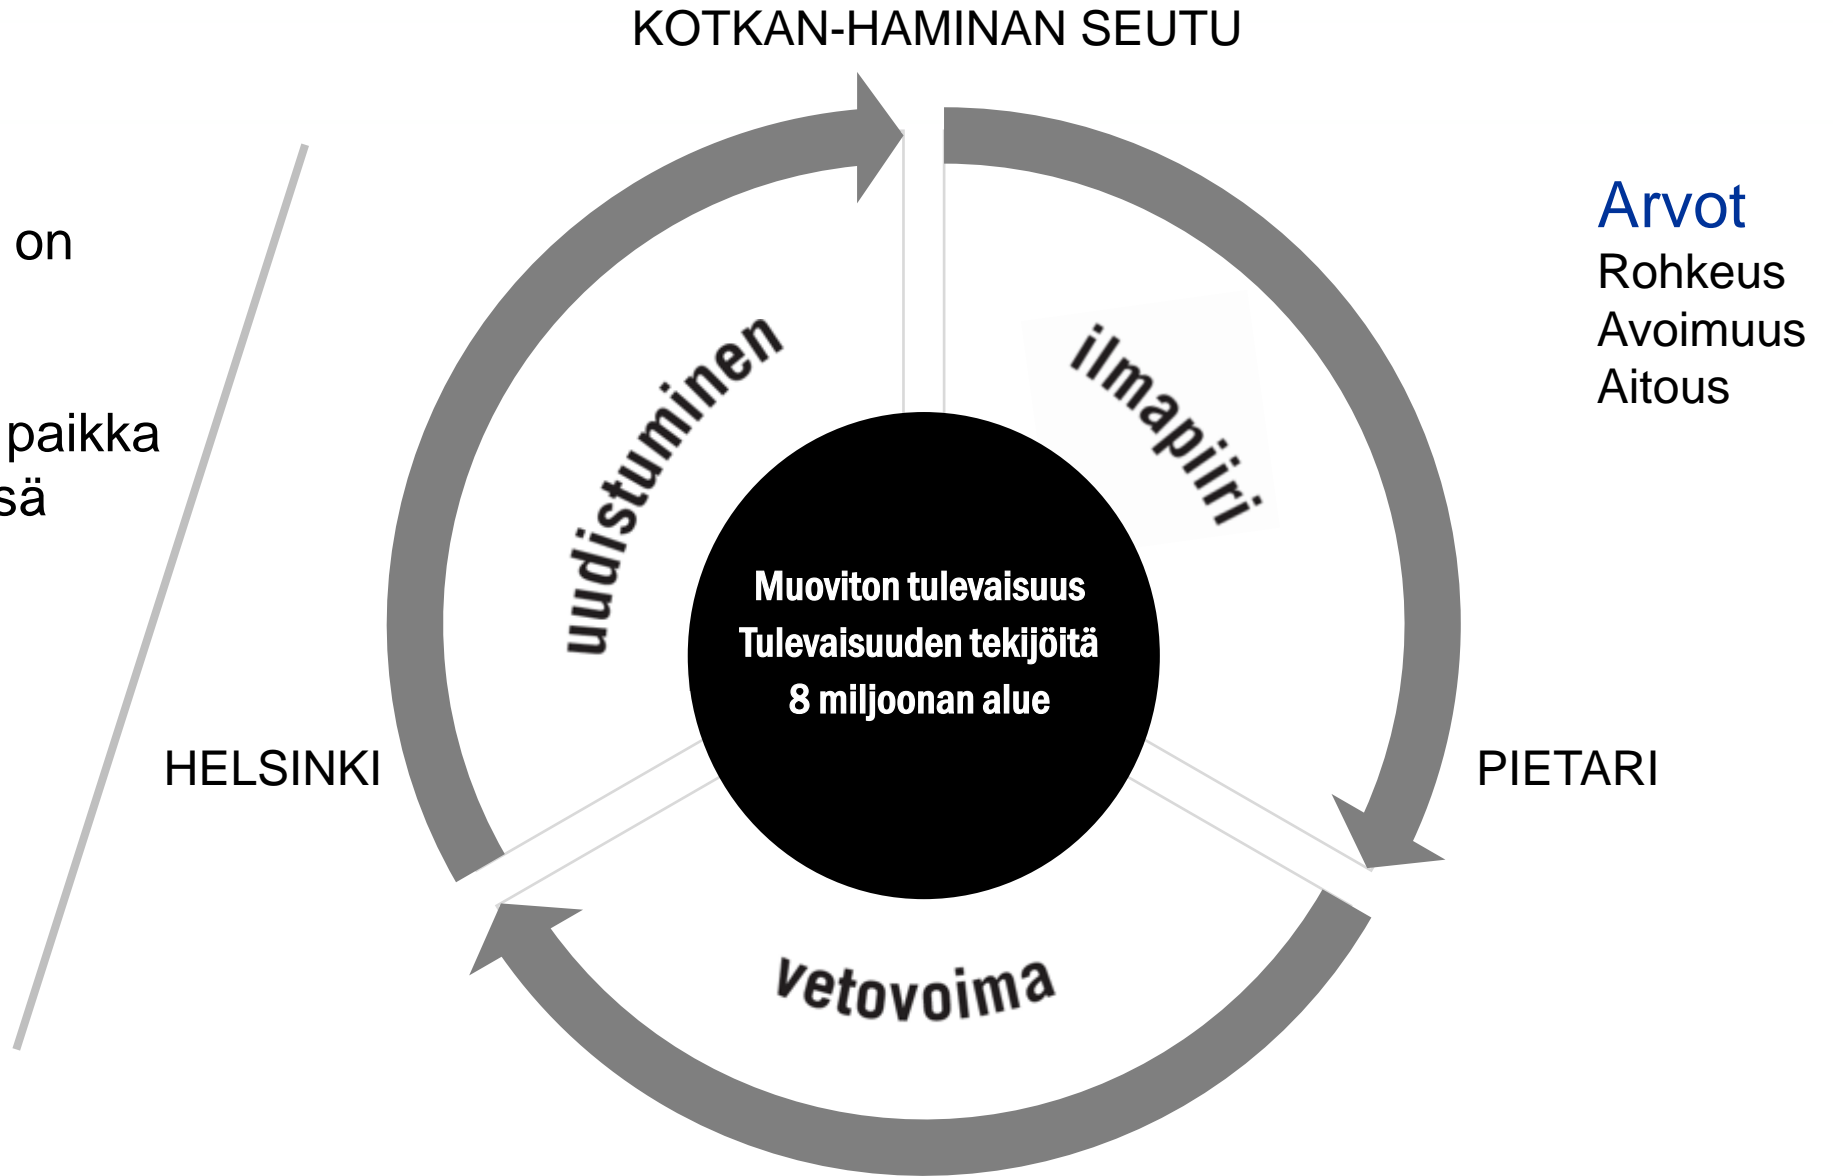 KOTKAN-HAMINAN SEUTU
on
paikka
sä
uudistuminen
ilmapiiri
Arvot
Rohkeus
Avoimuus
Aitous
Muoviton tulevaisuus
Tulevaisuuden tekijöitä
8 miljoonan alue
HELSINKI
PIETARI
vetovoima